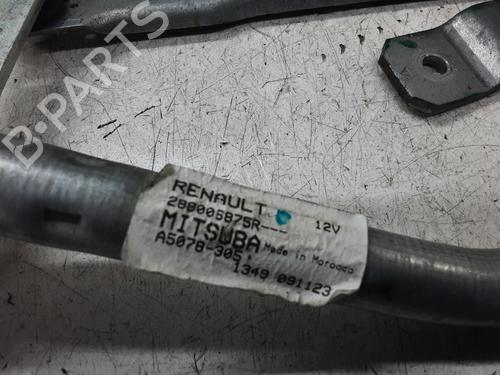 B-PARTS
RENAULT
288006875R---
12V
MITSUBA Made in Morocco
A5078-305
1349 091123